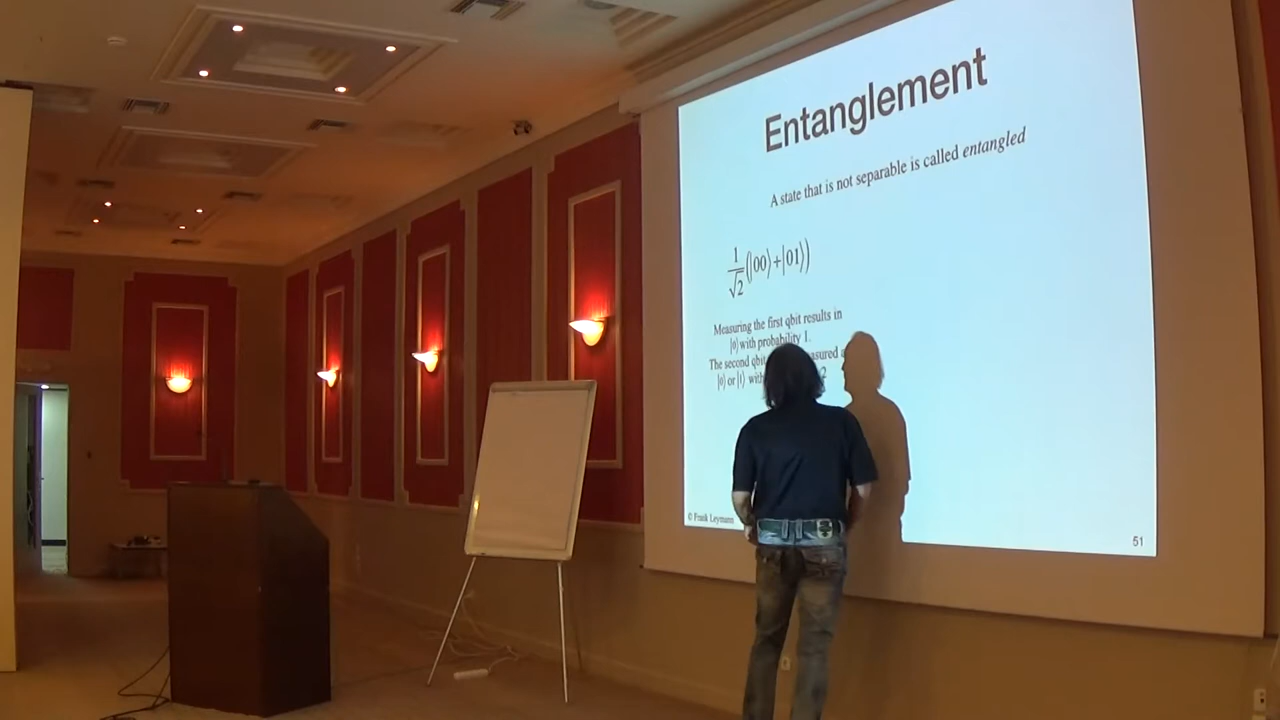 Entanglement
A state that is not separable is called entangled
1/√2 (|00⟩+|01⟩)
Measuring the first qbit results in
|0⟩ with probability 1.
The second qbit
|0⟩ or |1⟩ with 2
© Frank Leymann
51